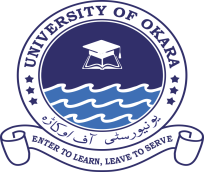 UNIVERSITY OF OKARA
یونیورسٹی آف اوکاڑہ
ENTER TO LEARN, LEAVE TO SERVE